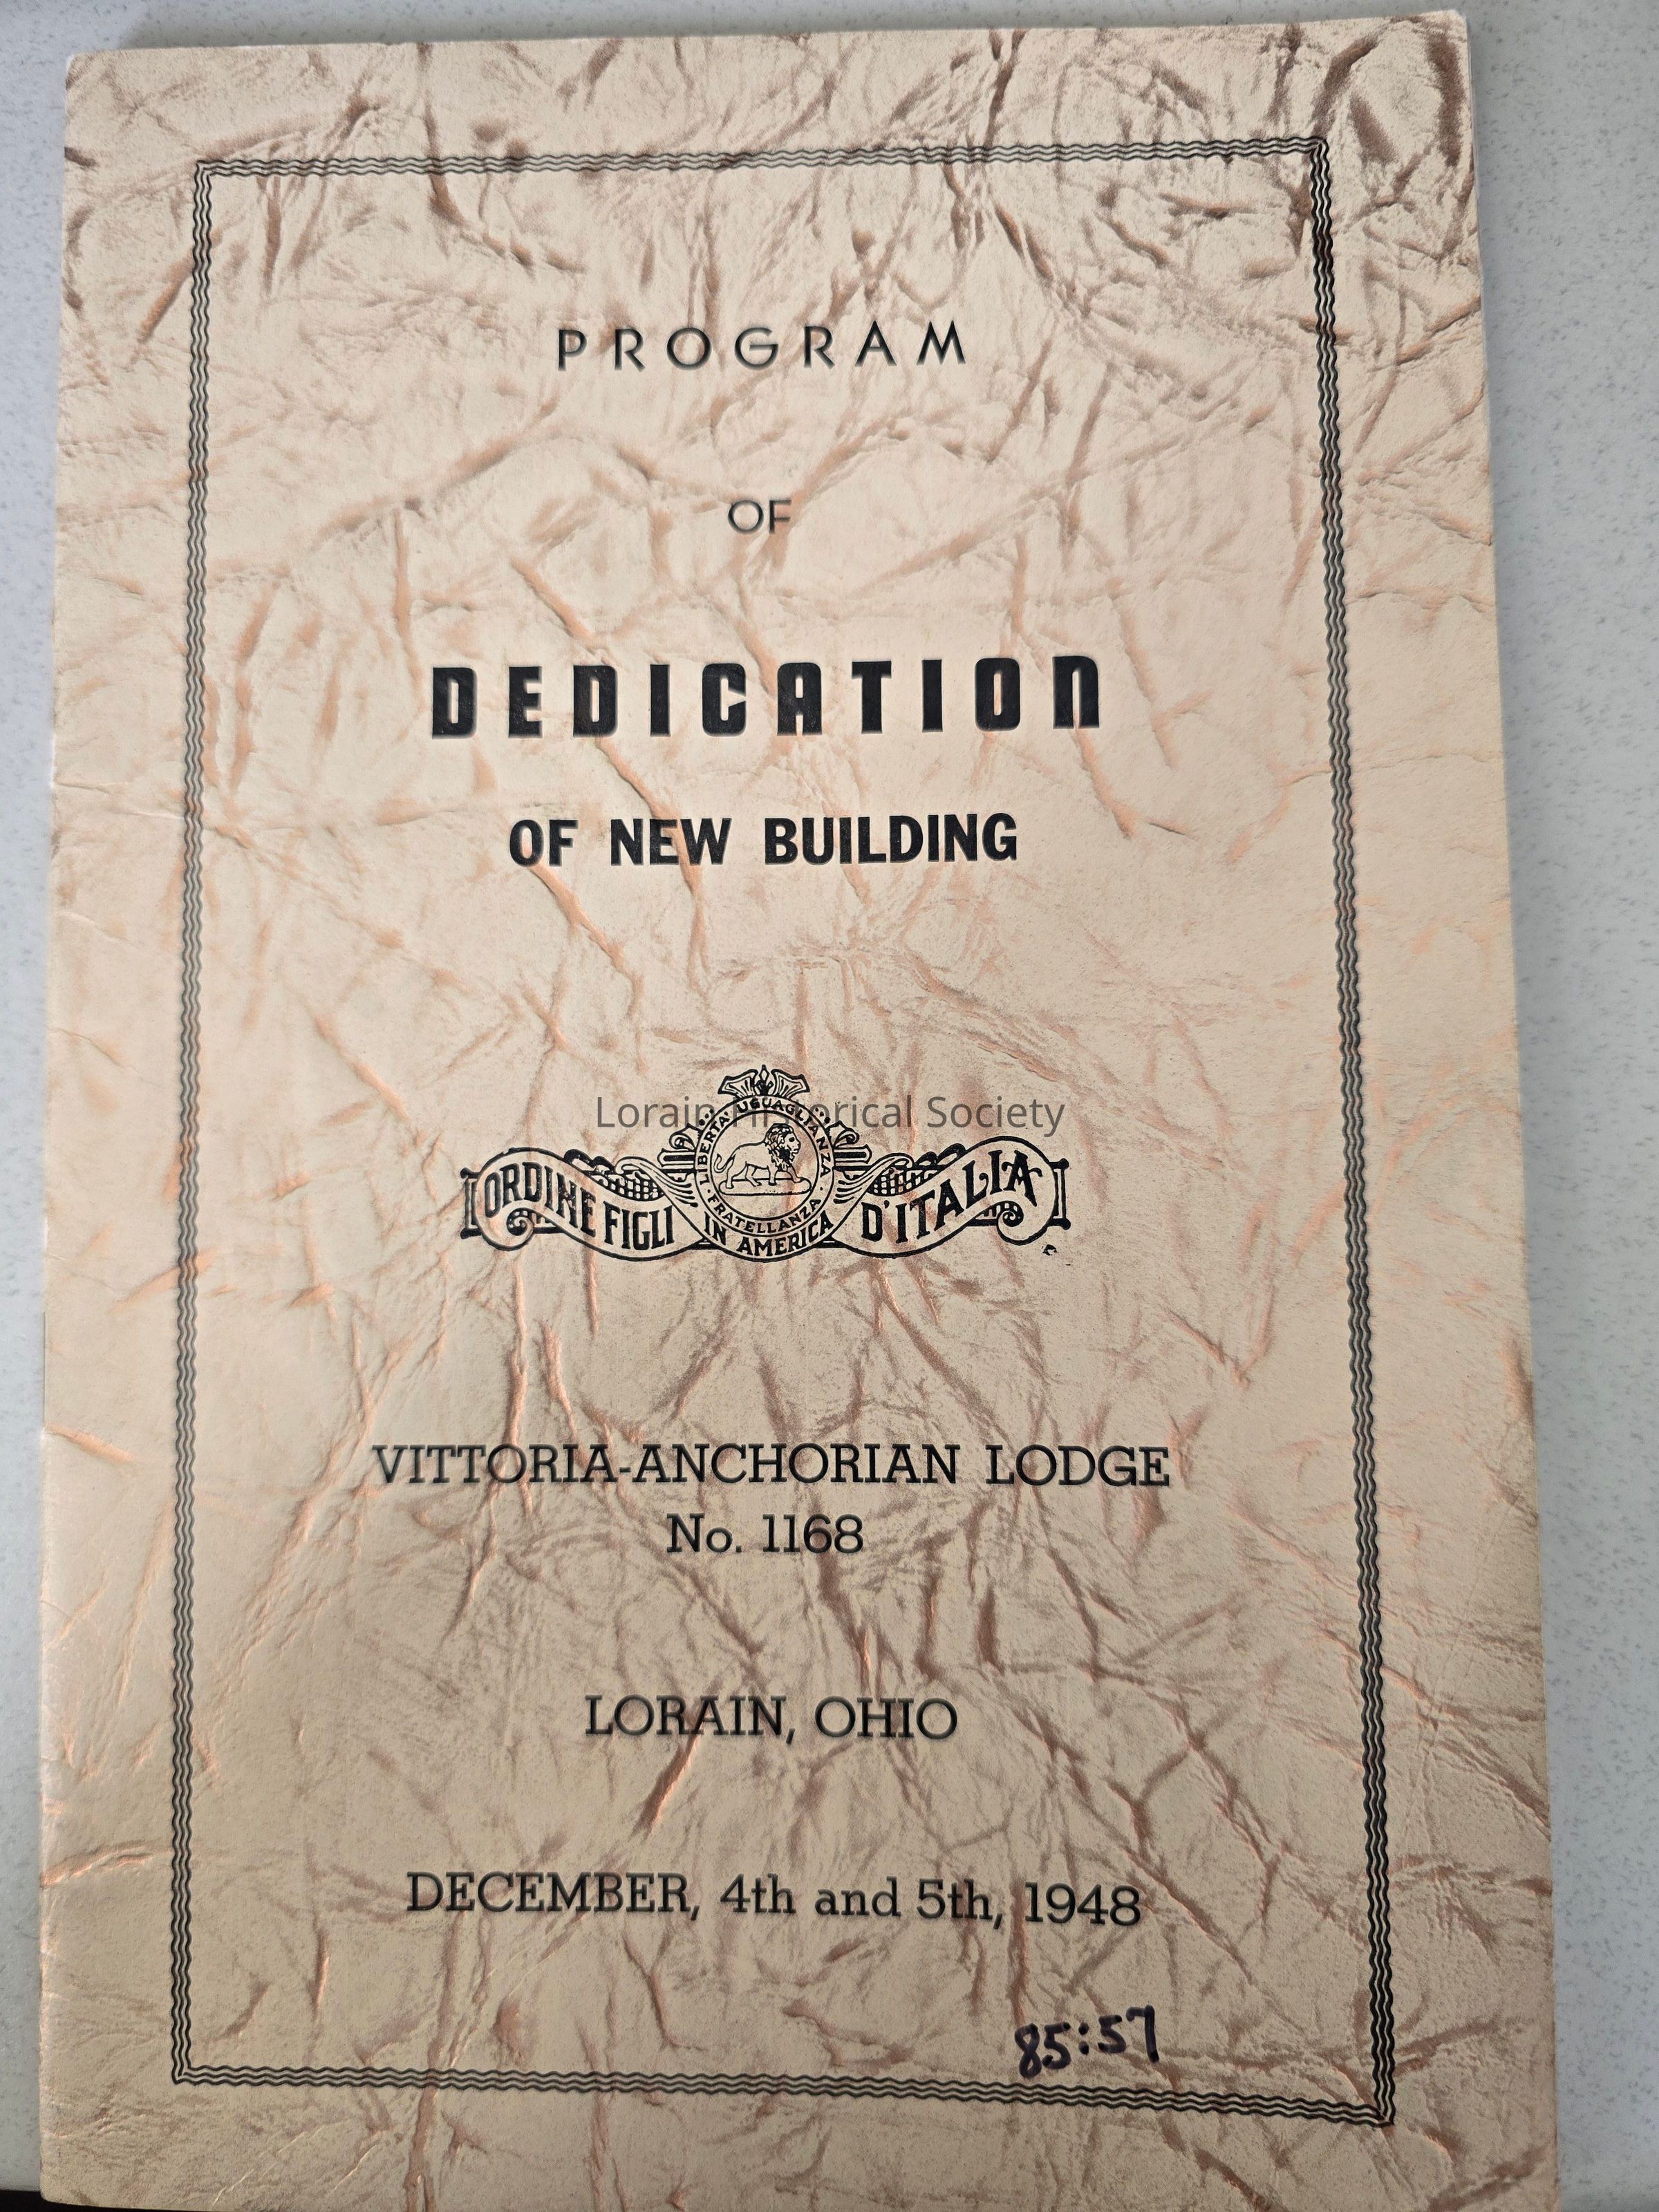 PROGRAM
OF
DEDICATION
OF NEW BUILDING
Lorain Historical Society
LIBERTA · UGUAGLIANZA · FRATELLANZA ·
ORDINE FIGLI IN AMERICA D'ITALIA
VITTORIA-ANCHORIAN LODGE
No. 1168
LORAIN, OHIO
DECEMBER, 4th and 5th, 1948
85:57